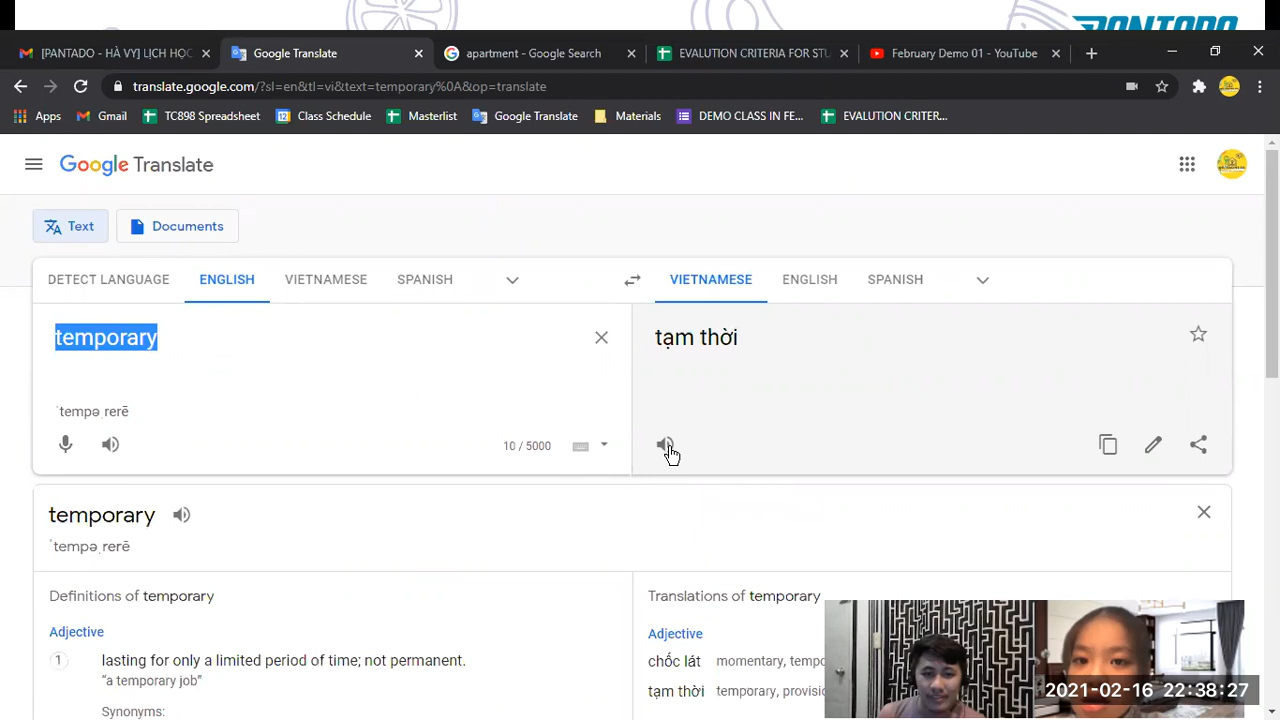 PANTADO
[PANTADO - HÀ VY] LỊCH HOC
Google Translate
apartment - Google Search
EVALUTION CRITERIA FOR STU
February Demo 01 - YouTube
translate.google.com/?sl=en&tl=vi&text=temporary%0A&op=translate
Apps
Gmail
TC898 Spreadsheet
Class Schedule
Masterlist
Google Translate
Materials
DEMO CLASS IN FE...
EVALUTION CRITER...
Google Translate
Text
Documents
DETECT LANGUAGE
ENGLISH
VIETNAMESE
SPANISH
VIETNAMESE
ENGLISH
SPANISH
temporary
tạm thời
ˈtempəˌrerē
10 / 5000
temporary
ˈtempəˌrerē
Definitions of temporary
Translations of temporary
Adjective
Adjective
1 lasting for only a limited period of time; not permanent.
chốc lát momentary, tempo
"a temporary job"
tạm thời temporary, provisio
Synonyms:
2021-02-16 22:38:27